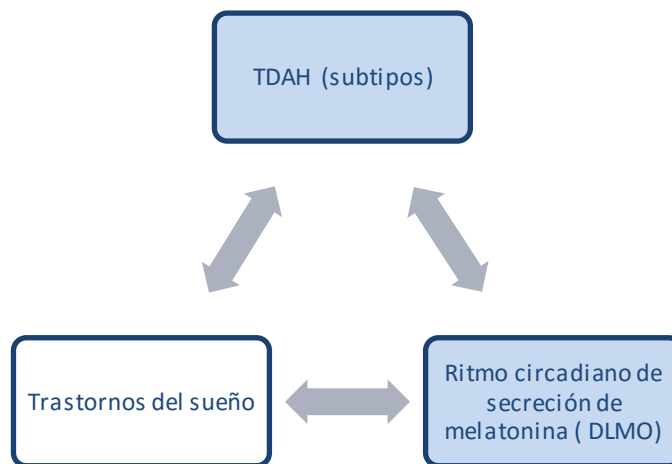 TDAH (subtipos)
Trastornos del sueño
Ritmo circadiano de
secreción de
melatonina ( DLMO)